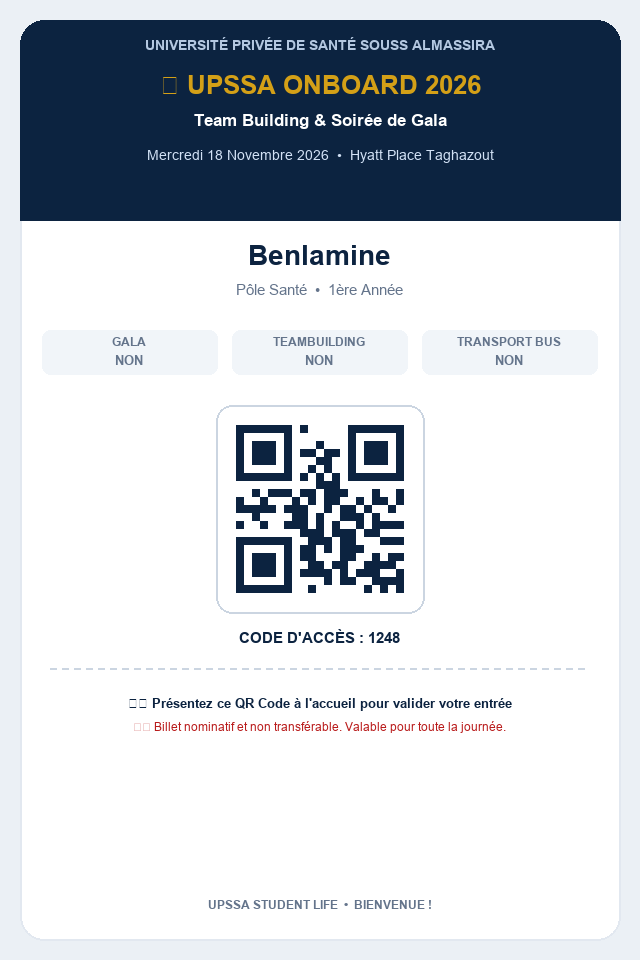 UNIVERSITÉ PRIVÉE DE SANTÉ SOUSS ALMASSIRA
UPSSA ONBOARD 2026
Team Building & Soirée de Gala
Mercredi 18 Novembre 2026 • Hyatt Place Taghazout
Benlamine
Pôle Santé • 1ère Année
GALA
NON
TEAMBUILDING
NON
TRANSPORT BUS
NON
CODE D'ACCÈS : 1248
Présentez ce QR Code à l'accueil pour valider votre entrée
Billet nominatif et non transférable. Valable pour toute la journée.
UPSSA STUDENT LIFE • BIENVENUE !